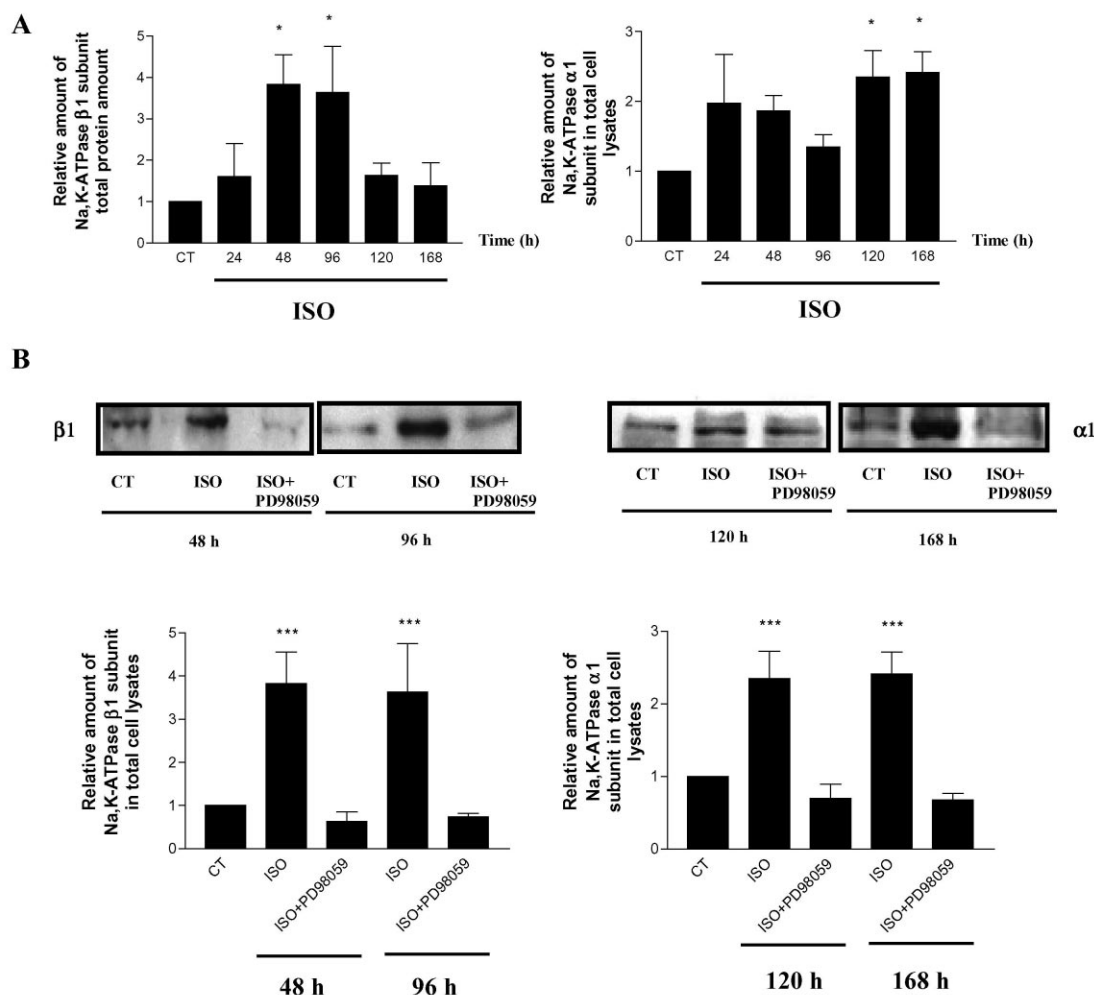 A
Relative amount of
Na,K-ATPase β1 subunit
total protein amount
5
4
3
2
1
0
* *
CT 24 48 96 120 168
Time (h)
ISO
Relative amount of
Na,K-ATPase α1
subunit in total cell
lysates
3
2
1
0
* *
CT 24 48 96 120 168
Time (h)
ISO
B
β1
CT ISO ISO+
PD98059
48 h
CT ISO ISO+
PD98059
96 h
α1
CT ISO ISO+
PD98059
120 h
CT ISO ISO+
PD98059
168 h
Relative amount of
Na,K-ATPase β1 subunit
in total cell lysates
5
4
3
2
1
0
*** ***
CT
ISO
ISO+PD98059
ISO
ISO+PD98059
48 h 96 h
Relative amount of
Na,K-ATPase α1
subunit in total cell
lysates
3
2
1
0
*** ***
CT
ISO
ISO+PD98059
ISO
ISO+PD98059
120 h 168 h